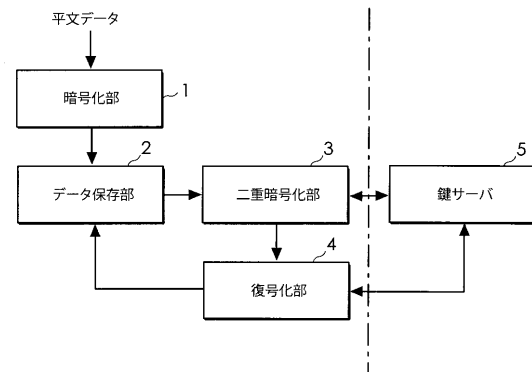 平文データ
暗号化部
1
2
3
5
データ保存部
二重暗号化部
鍵サーバ
4
復号化部